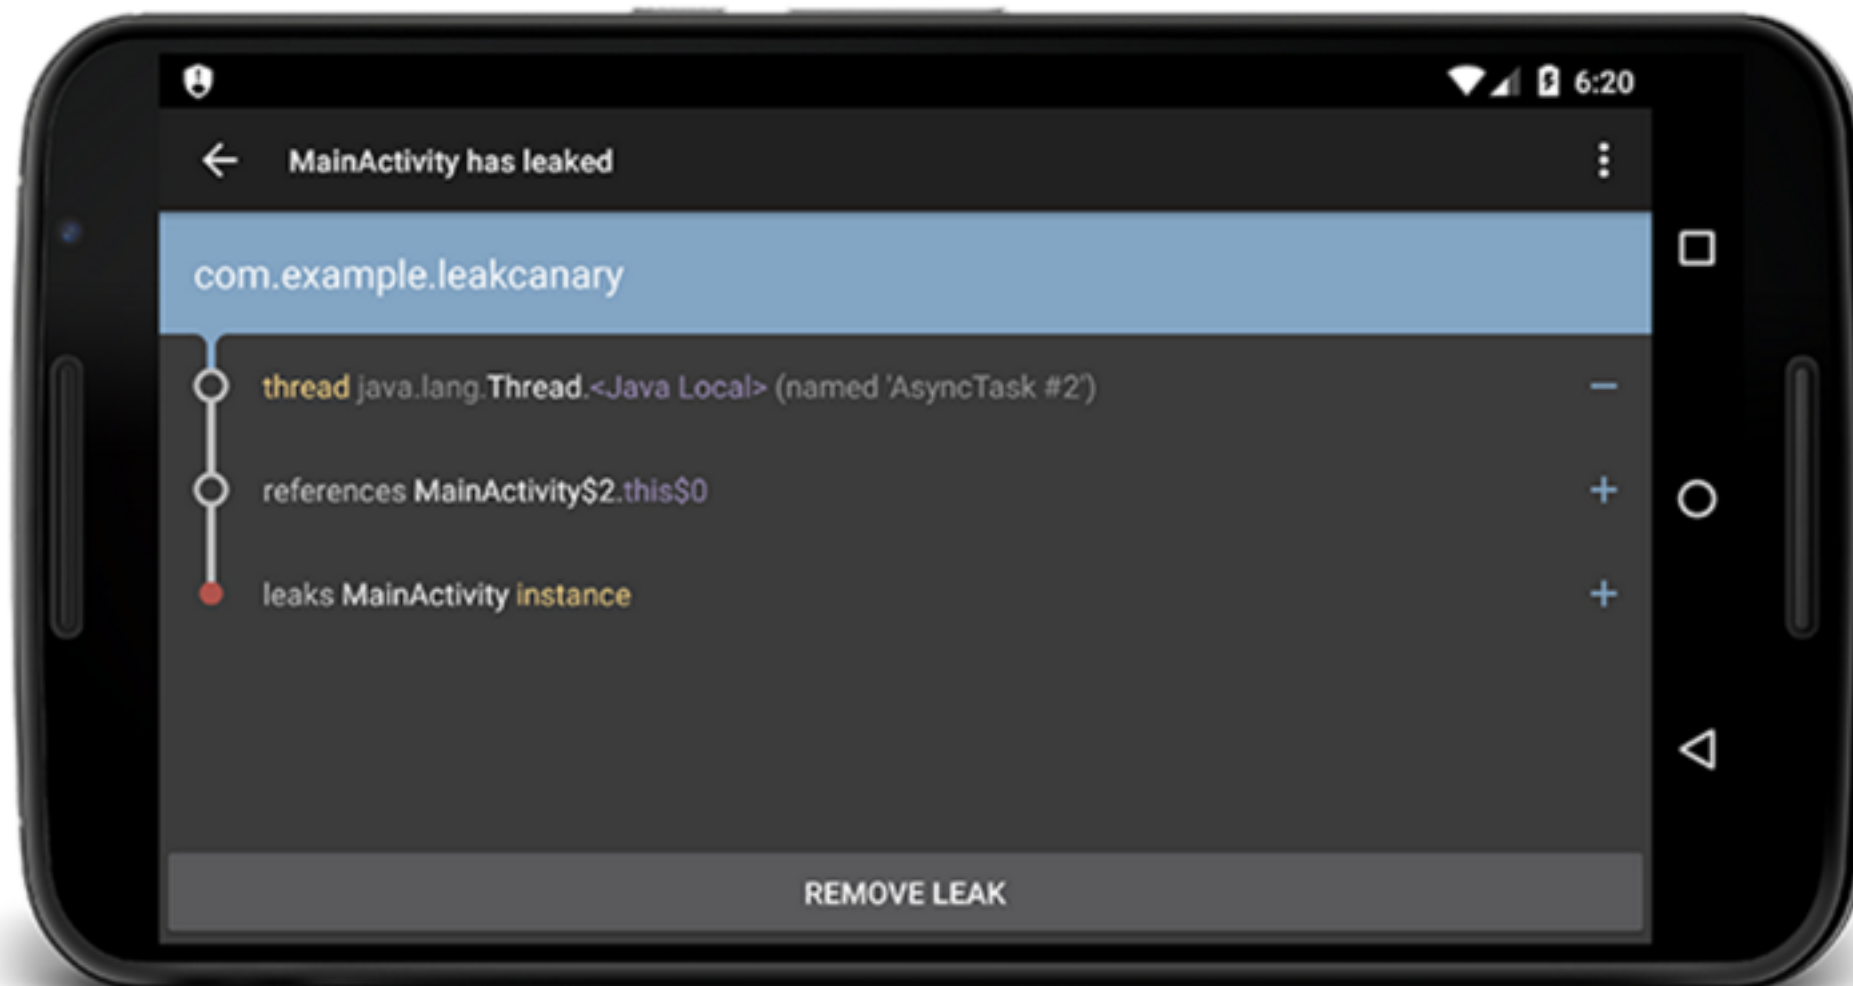 6:20
MainActivity has leaked
com.example.leakcanary
thread java.lang.Thread.<Java Local> (named 'AsyncTask #2')
references MainActivity$2.this$0
leaks MainActivity instance
REMOVE LEAK